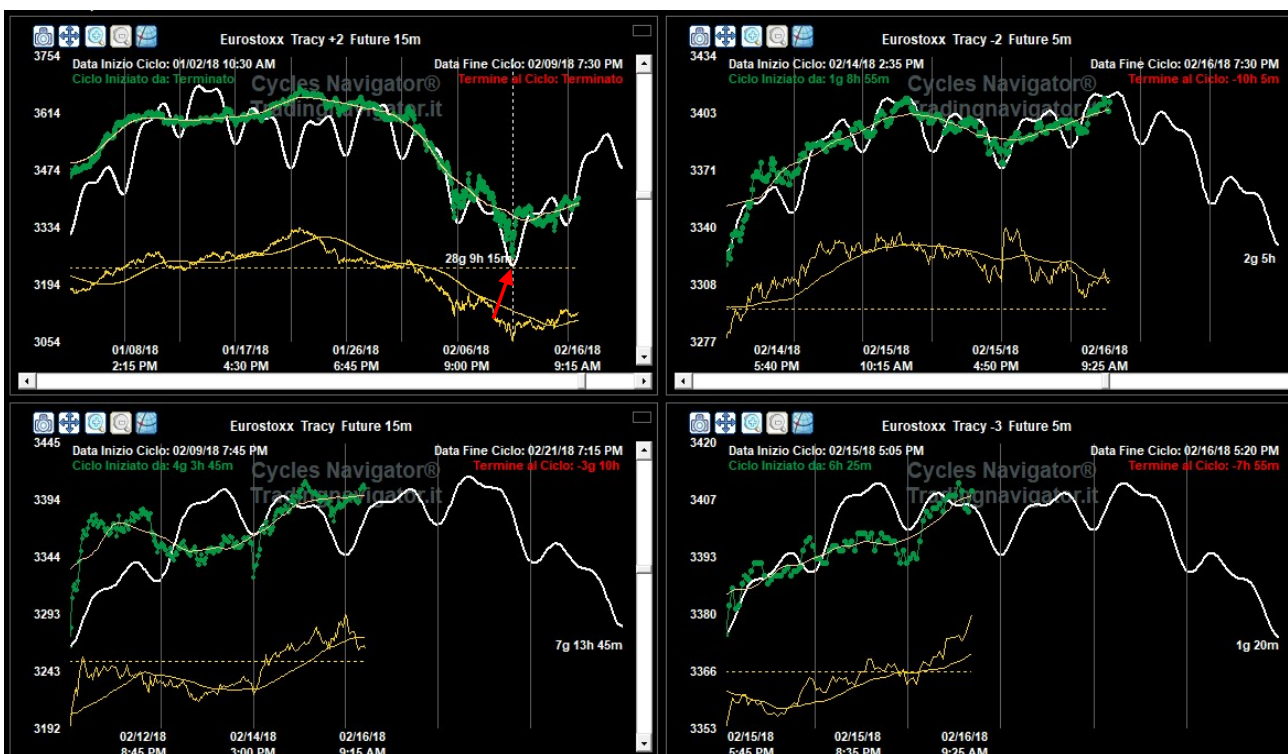 Eurostoxx Tracy +2 Future 15m
3754
Data Inizio Ciclo: 01/02/18 10:30 AM
Data Fine Ciclo: 02/09/18 7:30 PM
Ciclo Iniziato da: Terminato
Termine al Ciclo: Terminato
Cycles Navigator®
Tradingnavigator.it
3614
3474
3334
28g 9h 15m
3194
3054
01/08/18 01/17/18 01/26/18 02/06/18 02/16/18
2:15 PM 4:30 PM 6:45 PM 9:00 PM 9:15 AM
Eurostoxx Tracy -2 Future 5m
3434
Data Inizio Ciclo: 02/14/18 2:35 PM
Data Fine Ciclo: 02/16/18 7:30 PM
Ciclo Iniziato da: 1g 8h 55m
Termine al Ciclo: -10h 5m
Cycles Navigator®
Tradingnavigator.it
3403
3371
3340
2g 5h
3308
3277
02/14/18 02/15/18 02/15/18 02/16/18
5:40 PM 10:15 AM 4:50 PM 9:25 AM
Eurostoxx Tracy Future 15m
3445
Data Inizio Ciclo: 02/09/18 7:45 PM
Data Fine Ciclo: 02/21/18 7:15 PM
Ciclo Iniziato da: 4g 3h 45m
Termine al Ciclo: -3g 10h
Cycles Navigator®
Tradingnavigator.it
3394
3344
3293
7g 13h 45m
3243
3192
02/12/18 02/14/18 02/16/18
8:45 PM 3:00 PM 9:15 AM
Eurostoxx Tracy -3 Future 5m
3420
Data Inizio Ciclo: 02/15/18 5:05 PM
Data Fine Ciclo: 02/16/18 5:20 PM
Ciclo Iniziato da: 6h 25m
Termine al Ciclo: -7h 55m
Cycles Navigator®
Tradingnavigator.it
3407
3393
3380
1g 20m
3366
3353
02/15/18 02/15/18 02/16/18
5:45 PM 8:35 PM 9:25 AM